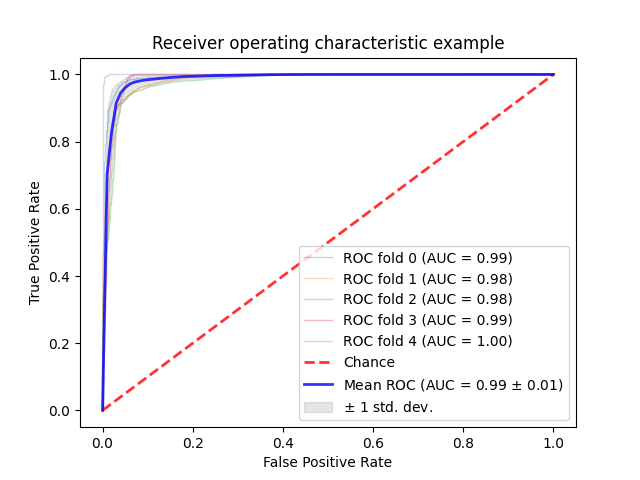 Receiver operating characteristic example
True Positive Rate
1.0
0.8
0.6
0.4
0.2
0.0
ROC fold 0 (AUC = 0.99)
ROC fold 1 (AUC = 0.98)
ROC fold 2 (AUC = 0.98)
ROC fold 3 (AUC = 0.99)
ROC fold 4 (AUC = 1.00)
Chance
Mean ROC (AUC = 0.99 ± 0.01)
± 1 std. dev.
0.0 0.2 0.4 0.6 0.8 1.0
False Positive Rate